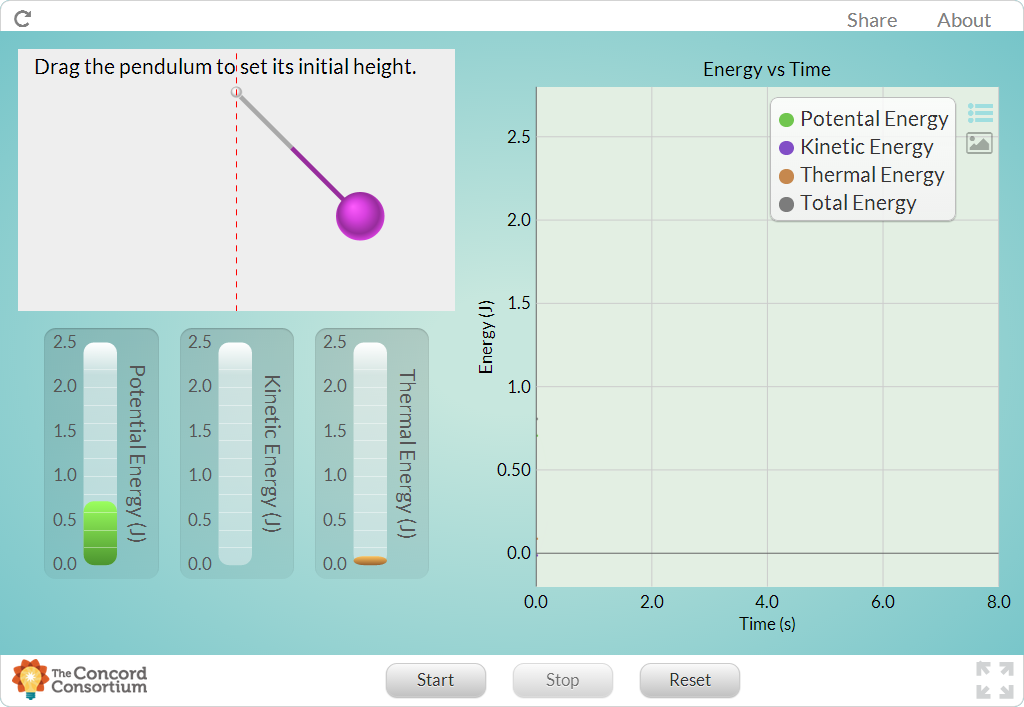 Share
About
Drag the pendulum to set its initial height.
2.5
2.0
1.5
1.0
0.5
0.0
Potential Energy (J)
2.5
2.0
1.5
1.0
0.5
0.0
Kinetic Energy (J)
2.5
2.0
1.5
1.0
0.5
0.0
Thermal Energy (J)
Energy vs Time
Potental Energy
Kinetic Energy
Thermal Energy
Total Energy
Energy (J)
2.5
2.0
1.5
1.0
0.50
0.0
0.0
2.0
4.0
6.0
8.0
Time (s)
The Concord
Consortium
Start
Stop
Reset